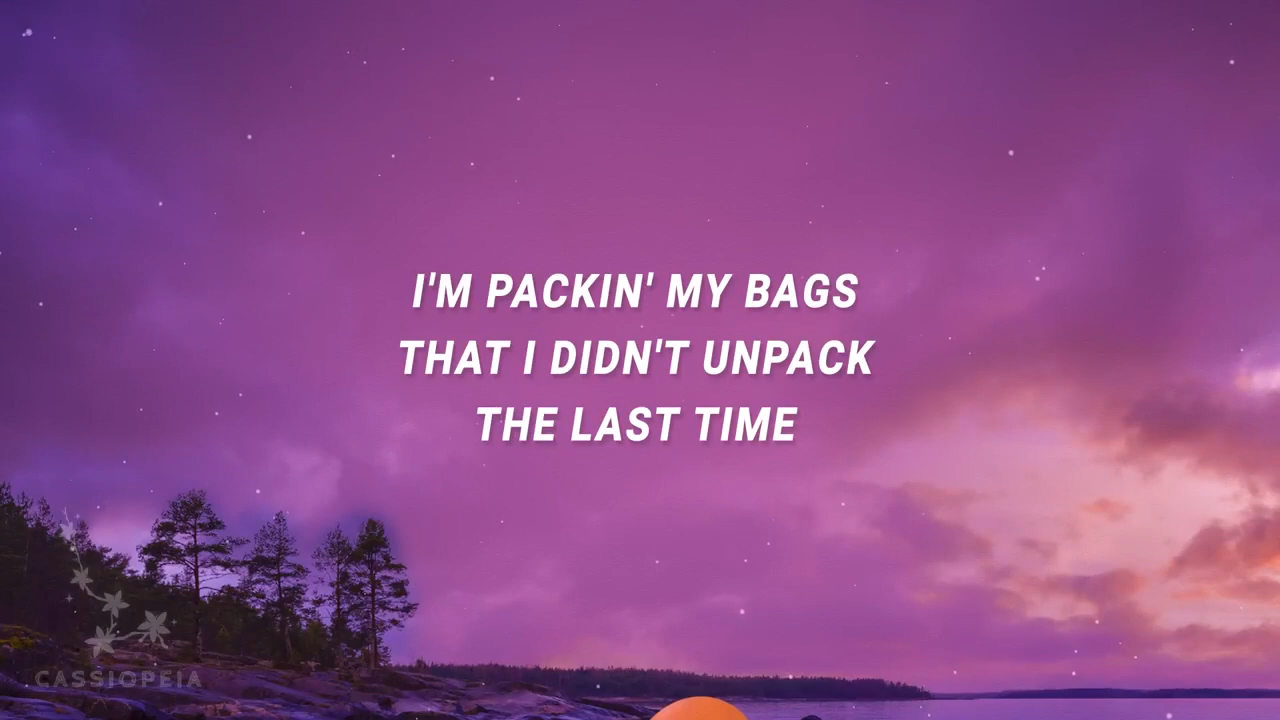 I'M PACKIN' MY BAGS
THAT I DIDN'T UNPACK
THE LAST TIME
CASSIOPEIA